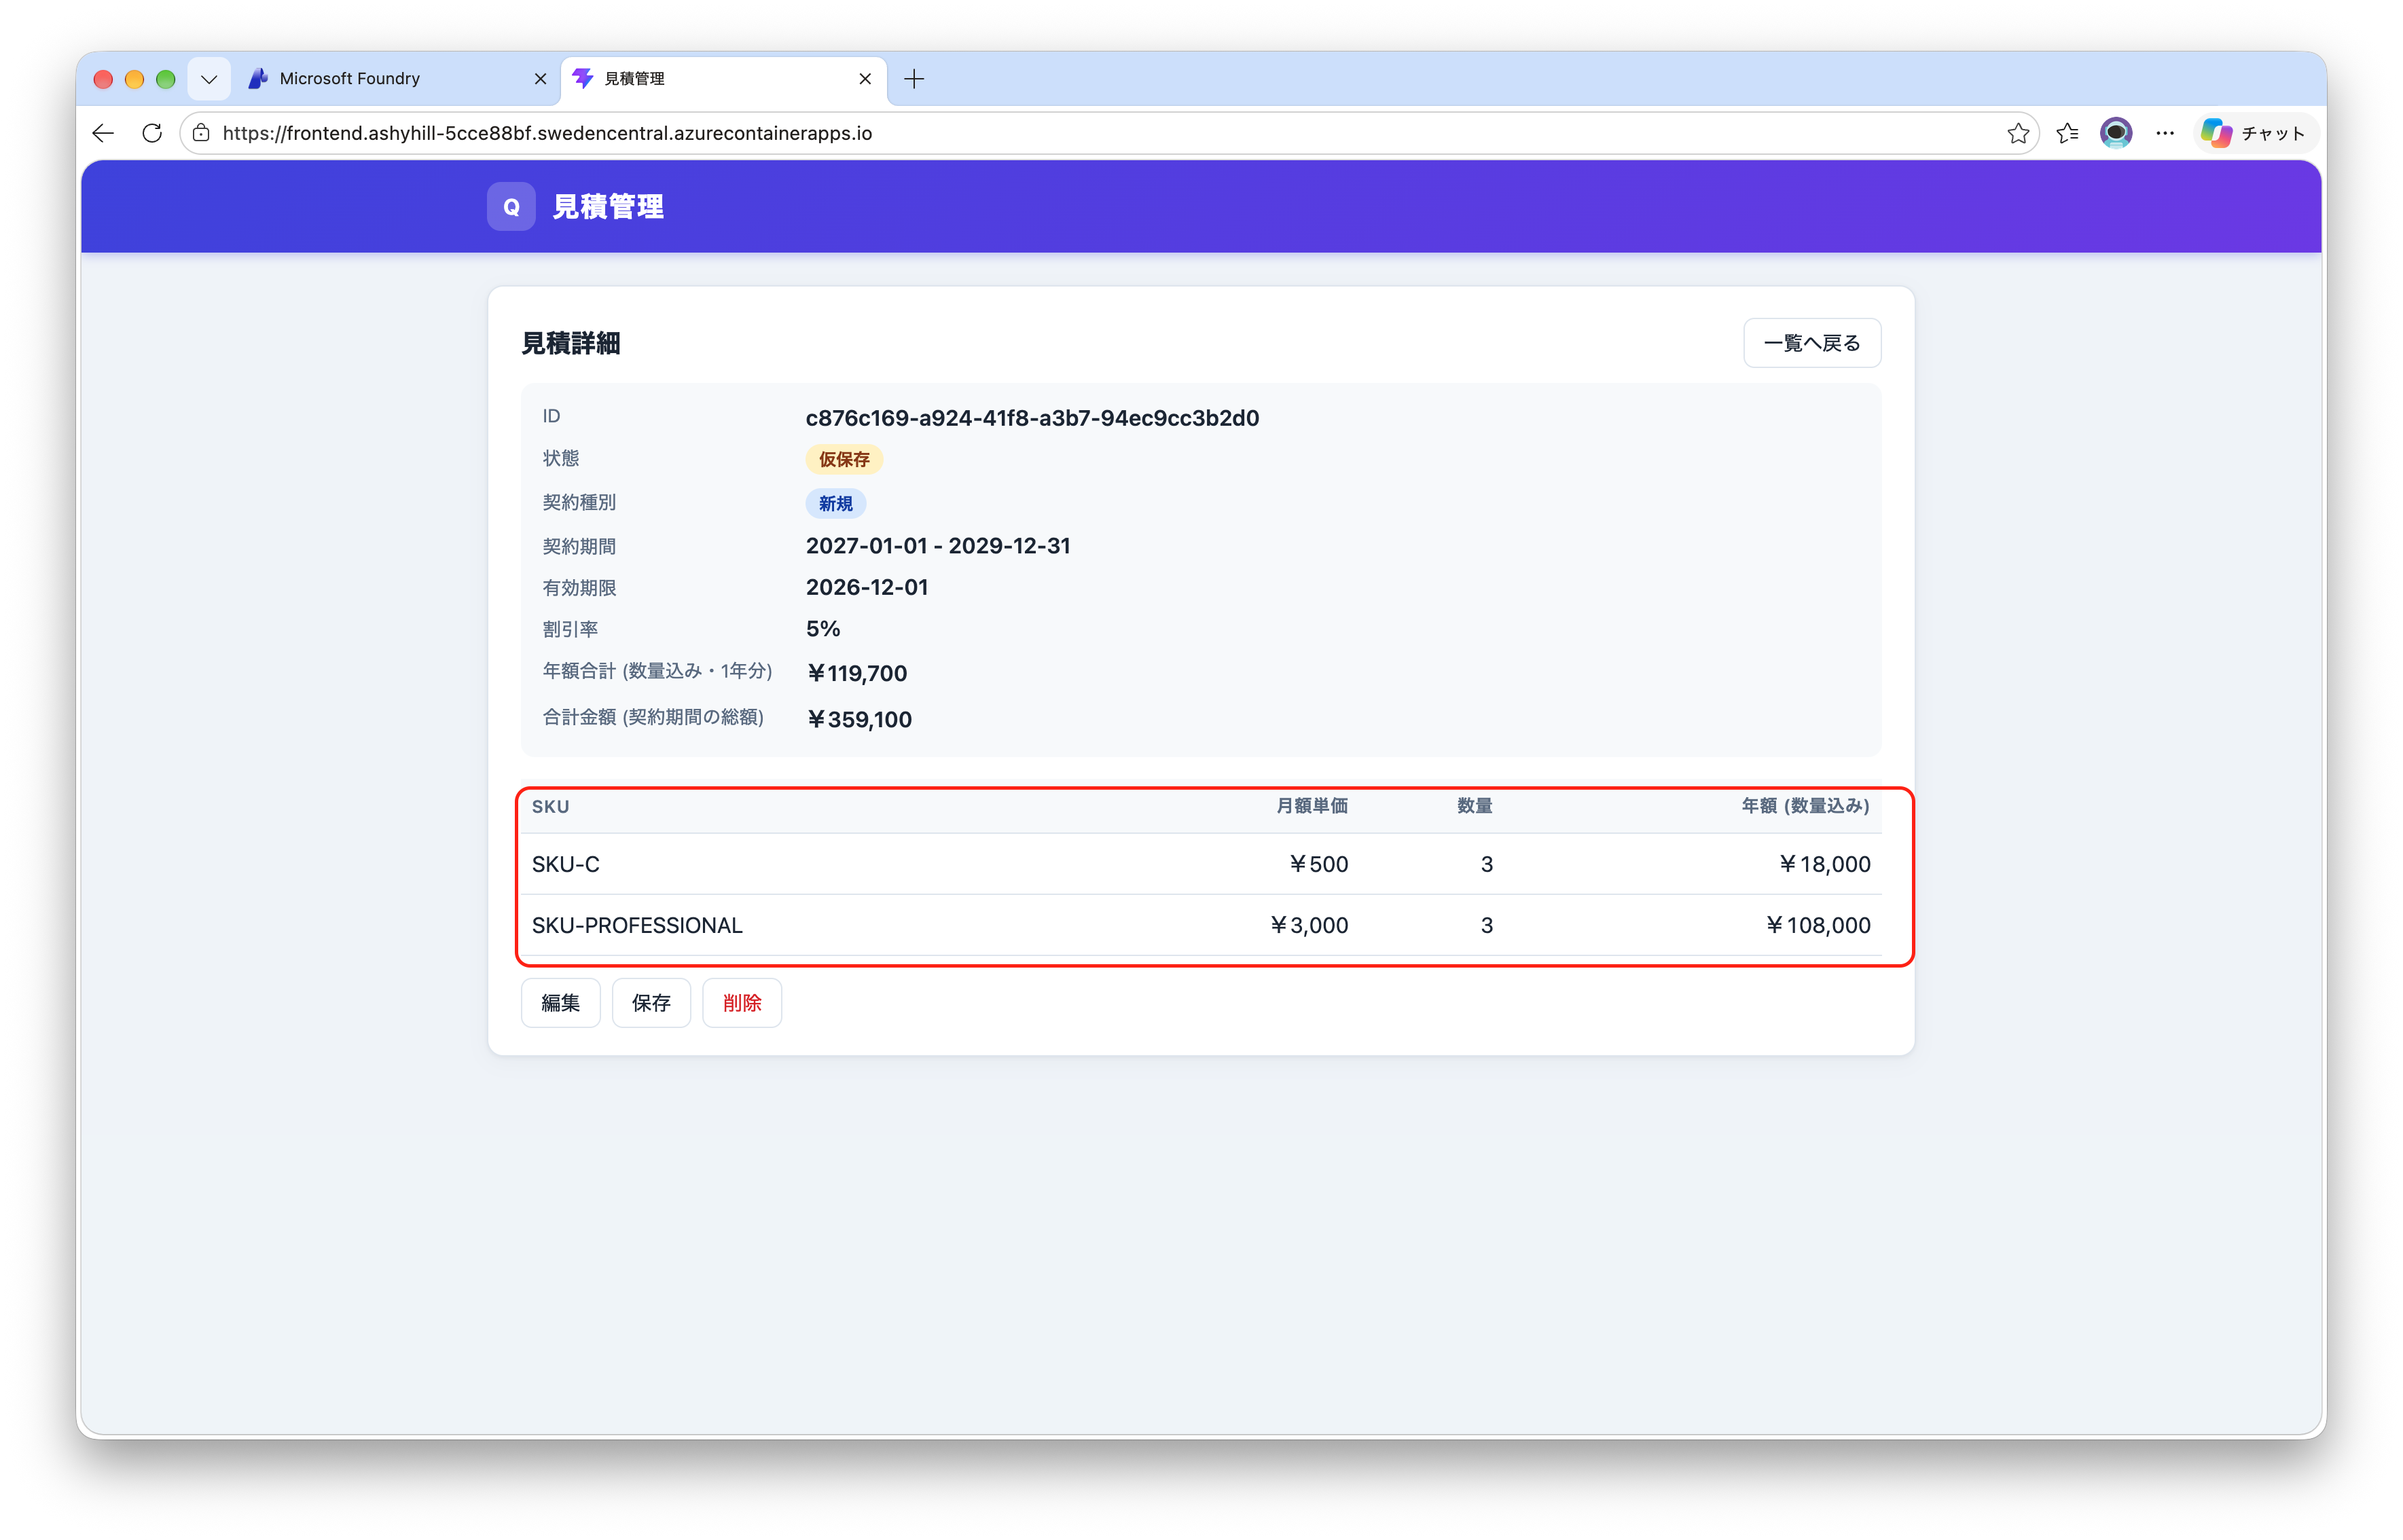 Microsoft Foundry
見積管理
https://frontend.ashyhill-5cce88bf.swedencentral.azurecontainerapps.io
チャット
Q 見積管理
見積詳細
一覧へ戻る
ID c876c169-a924-41f8-a3b7-94ec9cc3b2d0
状態 仮保存
契約種別 新規
契約期間 2027-01-01 - 2029-12-31
有効期限 2026-12-01
割引率 5%
年額合計 (数量込み・1年分) ¥119,700
合計金額 (契約期間の総額) ¥359,100
SKU 月額単価 数量 年額 (数量込み)
SKU-C ¥500 3 ¥18,000
SKU-PROFESSIONAL ¥3,000 3 ¥108,000
編集 保存 削除